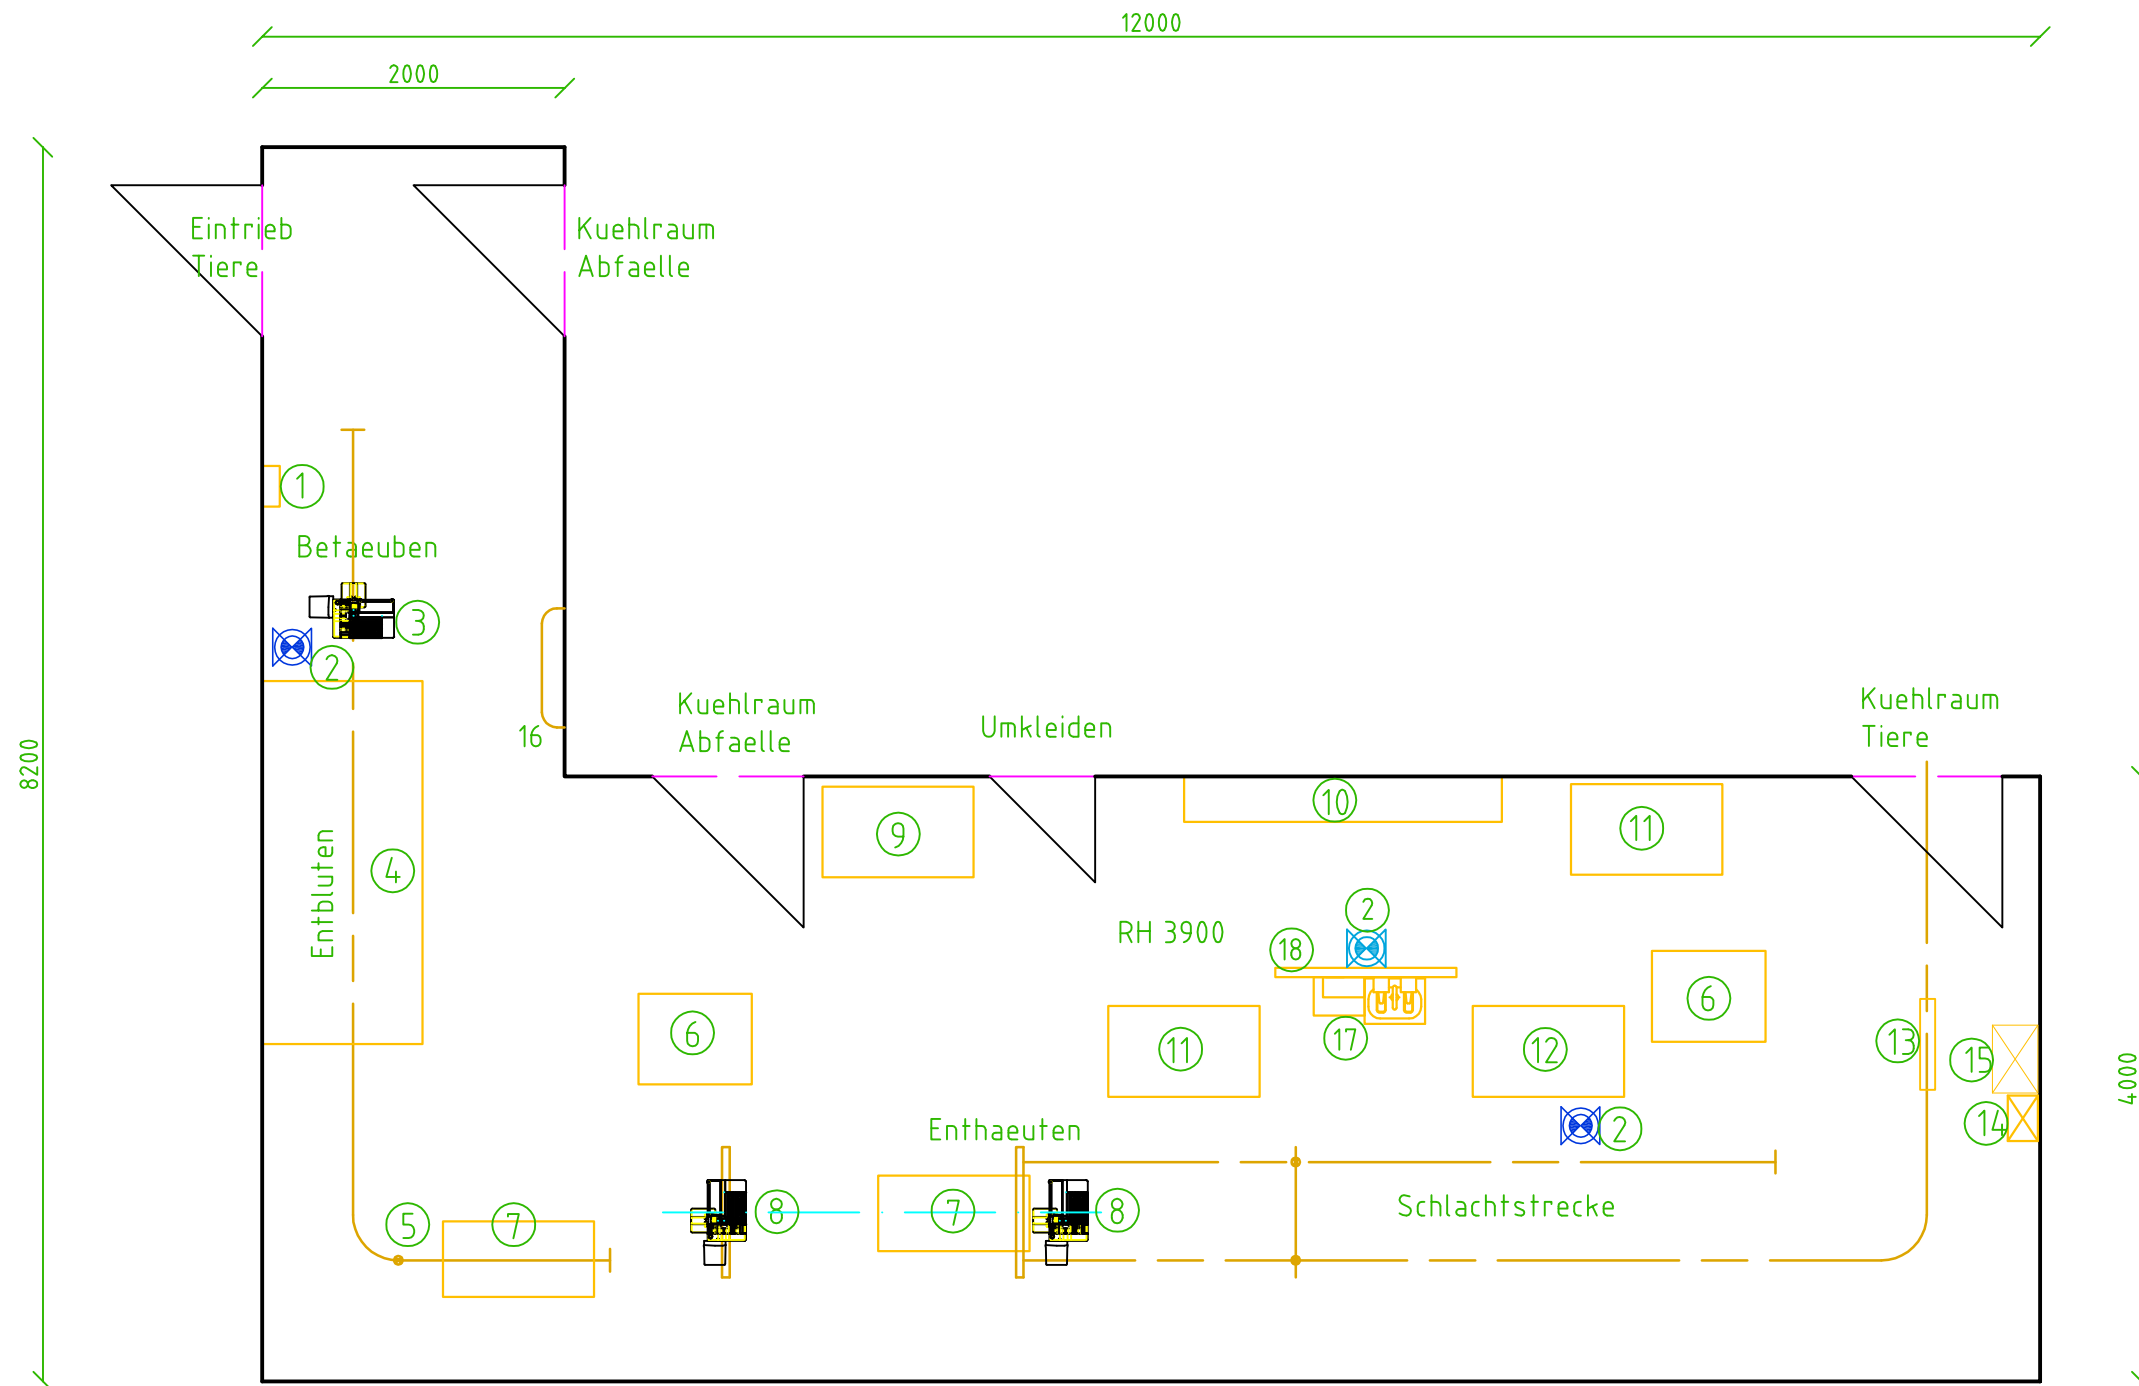 12000
2000
Eintrieb
Tiere
Kuehlraum
Abfaelle
1
Betaeuben
3
2
16
Kuehlraum
Abfaelle
Umkleiden
Kuehlraum
Tiere
8200
Entbluten
4
9
10
11
RH 3900
2
18
6
6
11
17
12
13
15
14
4000
Enthaeuten
2
5
7
8
7
8
Schlachtstrecke